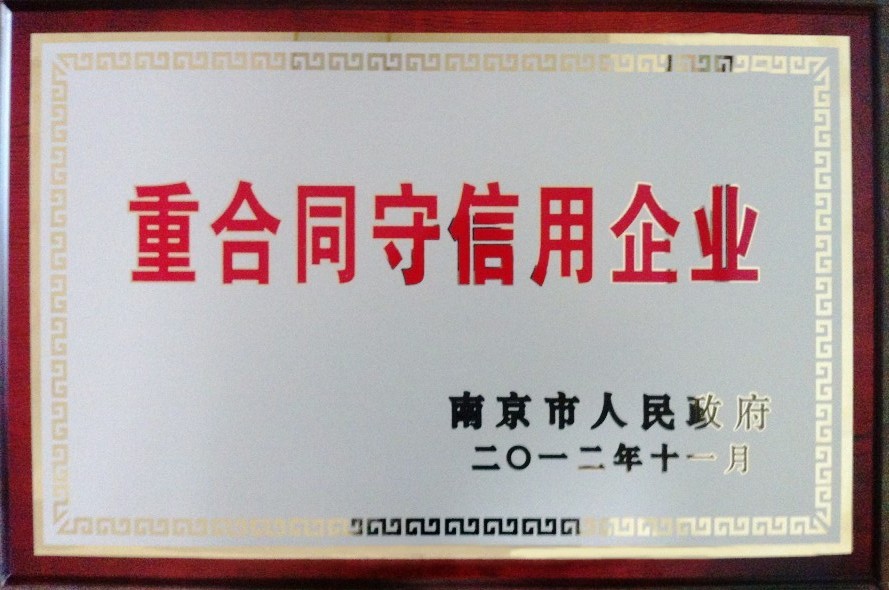 重合同守信用企业
南京市人民政府
二〇一二年十一月